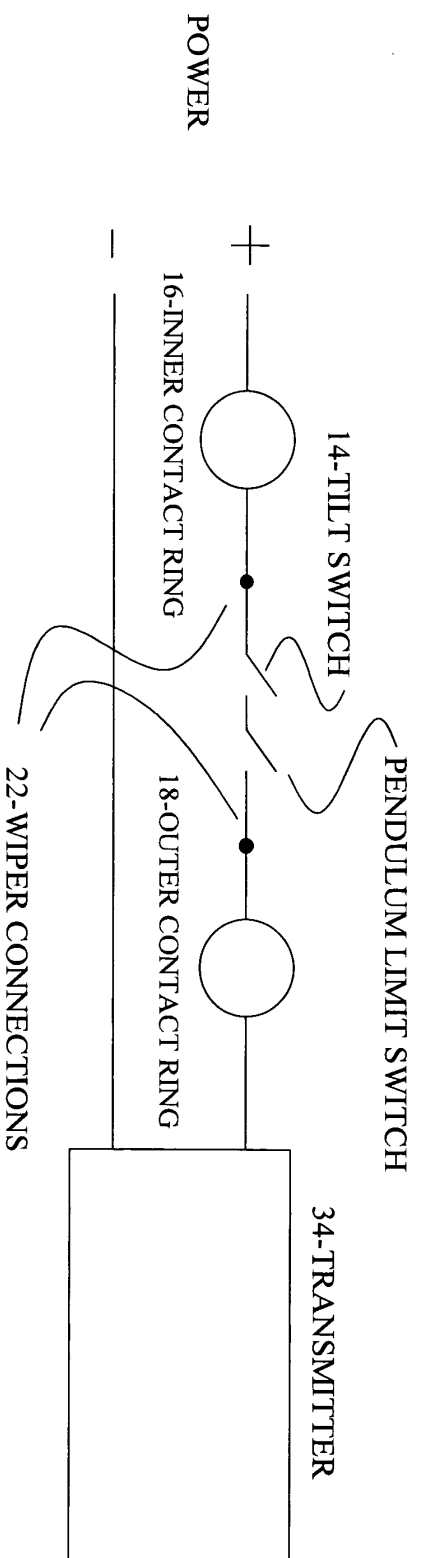 PENDULUM LIMIT SWITCH
14-TILT SWITCH
34-TRANSMITTER
POWER
+
-
16-INNER CONTACT RING
18-OUTER CONTACT RING
22-WIPER CONNECTIONS